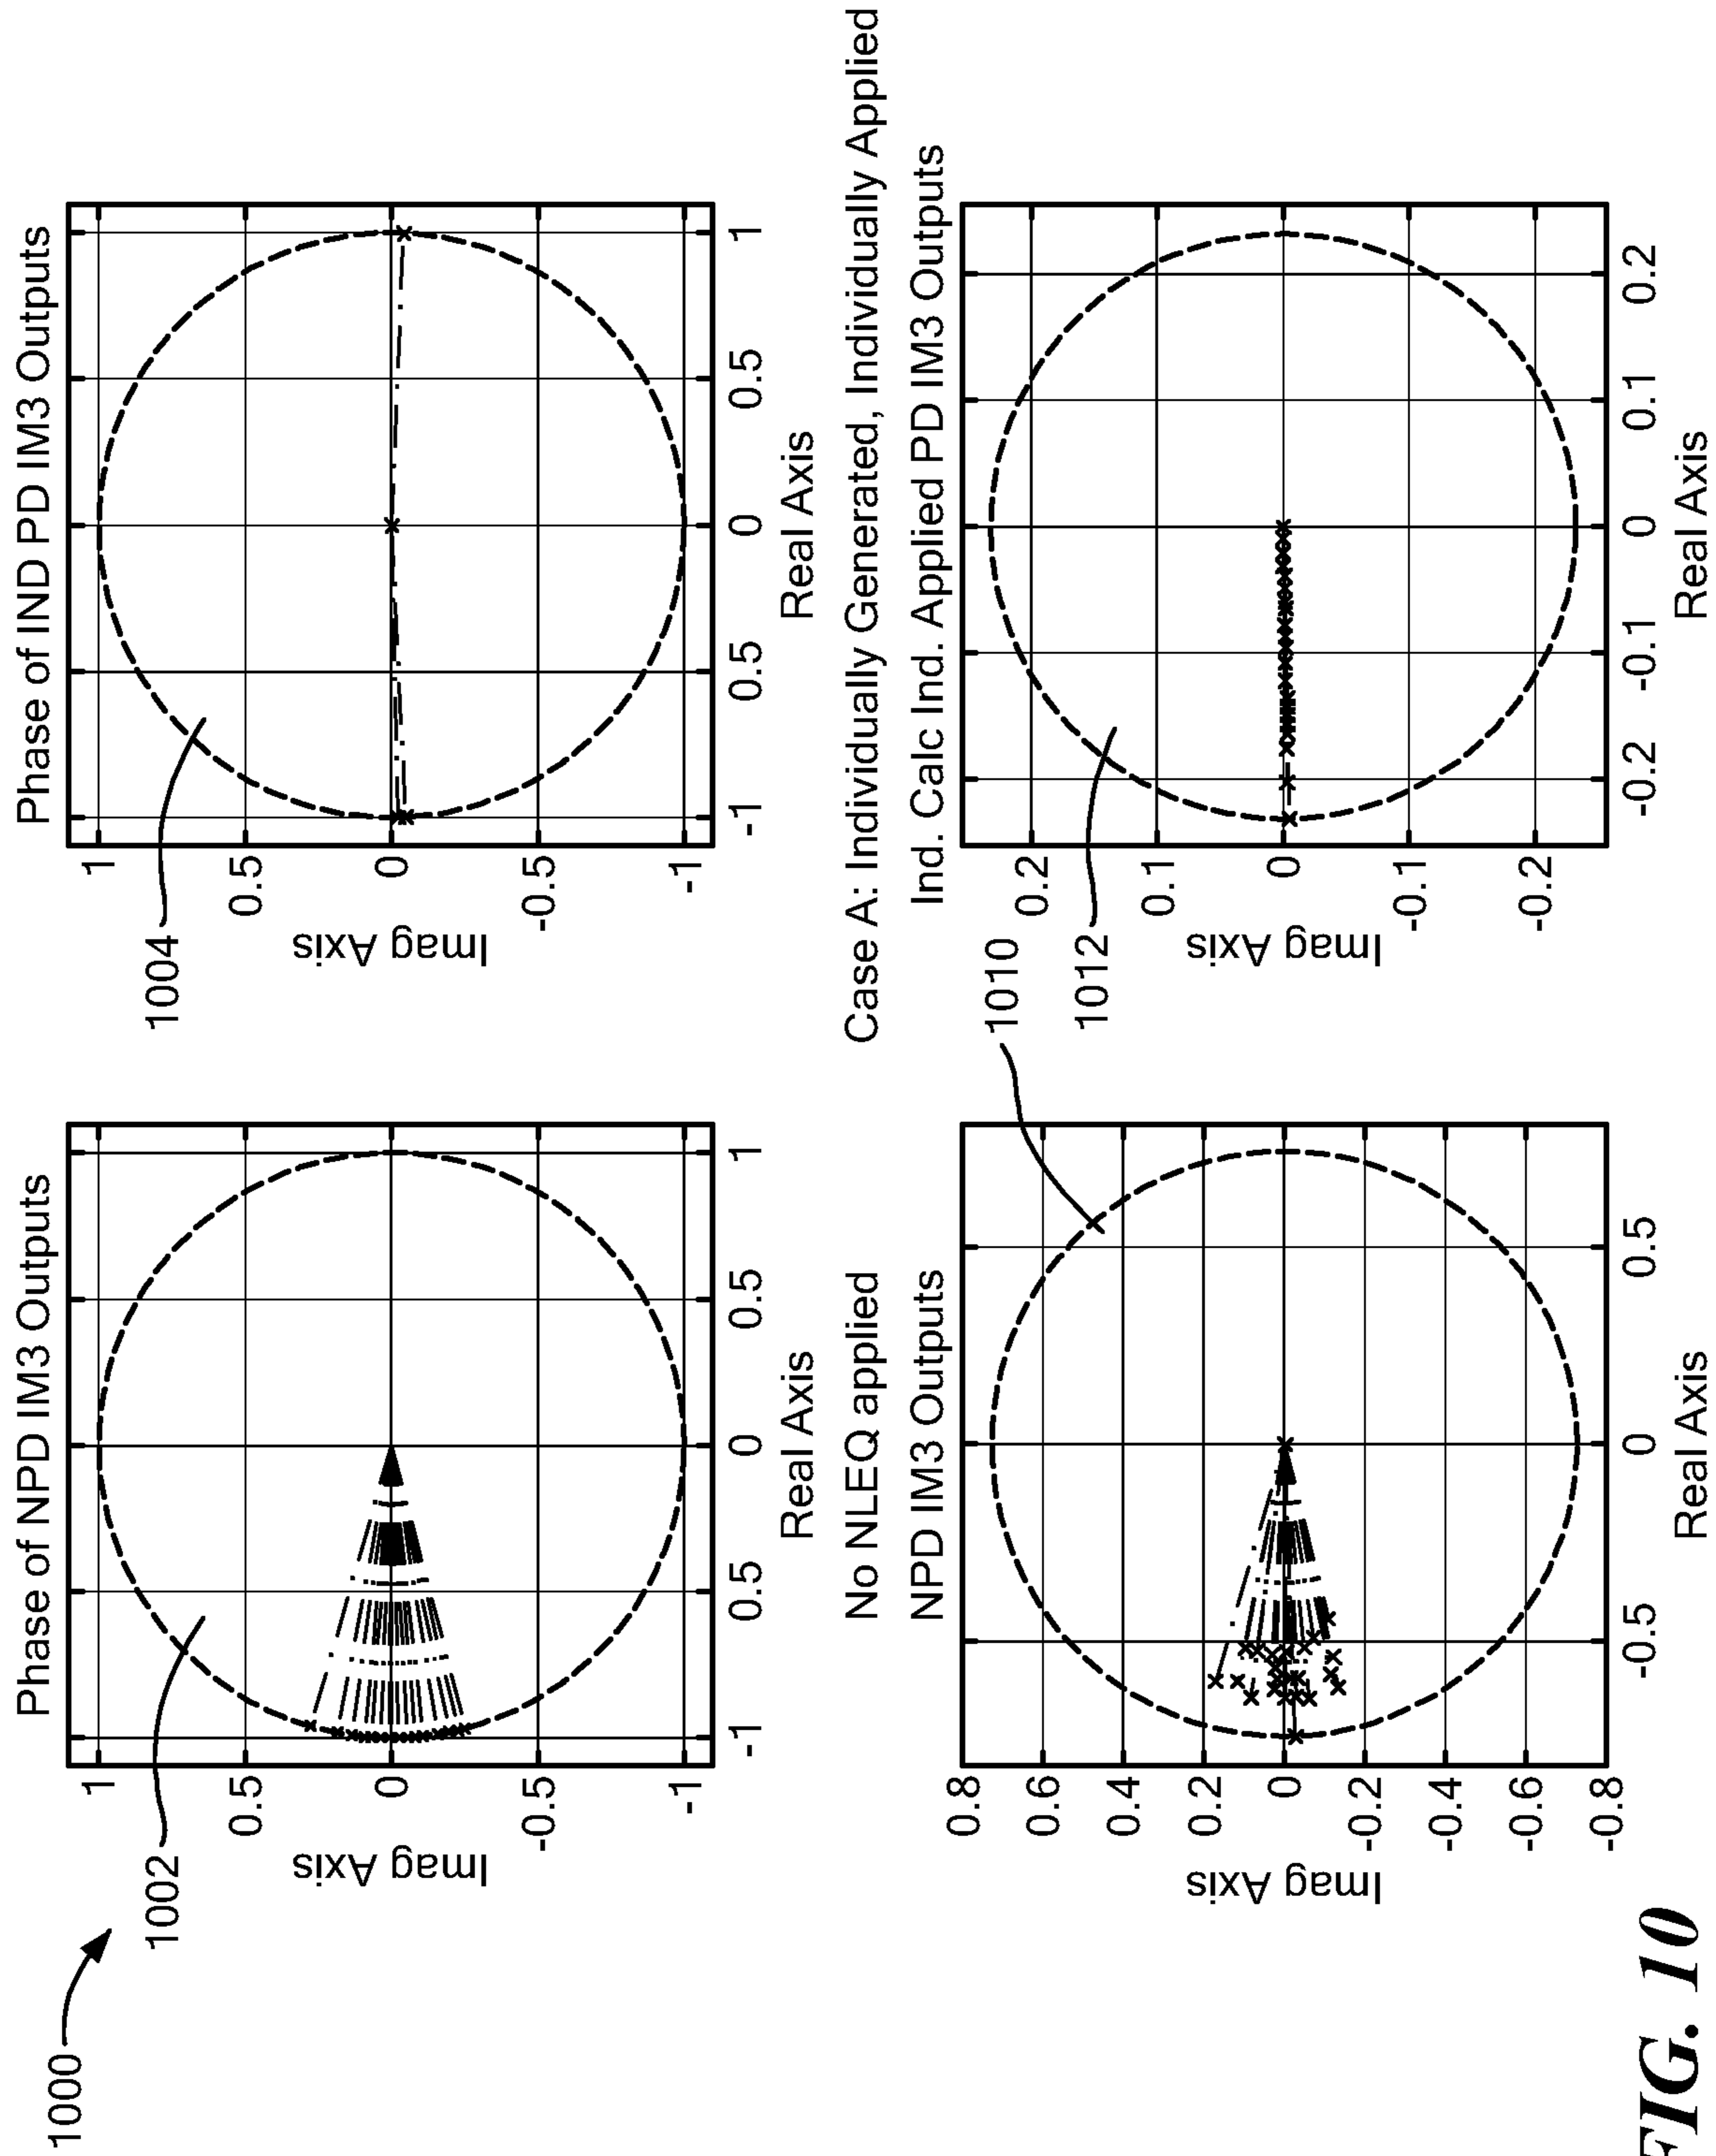 1000
1002
Phase of NPD IM3 Outputs
Imag Axis
1
0.5
0
-0.5
-1
-1 0.5 0 0.5 1
Real Axis
1004
Phase of IND PD IM3 Outputs
Imag Axis
1
0.5
0
-0.5
-1
-1 0.5 0 0.5 1
Real Axis
No NLEQ applied
NPD IM3 Outputs
1010
Imag Axis
0.8
0.6
0.4
0.2
0
-0.2
-0.4
-0.6
-0.8
-0.5 0 0.5
Real Axis
Case A: Individually Generated, Individually Applied
Ind. Calc Ind. Applied PD IM3 Outputs
1012
Imag Axis
0.2
0.1
0
-0.1
-0.2
-0.2 -0.1 0 0.1 0.2
Real Axis
FIG. 10